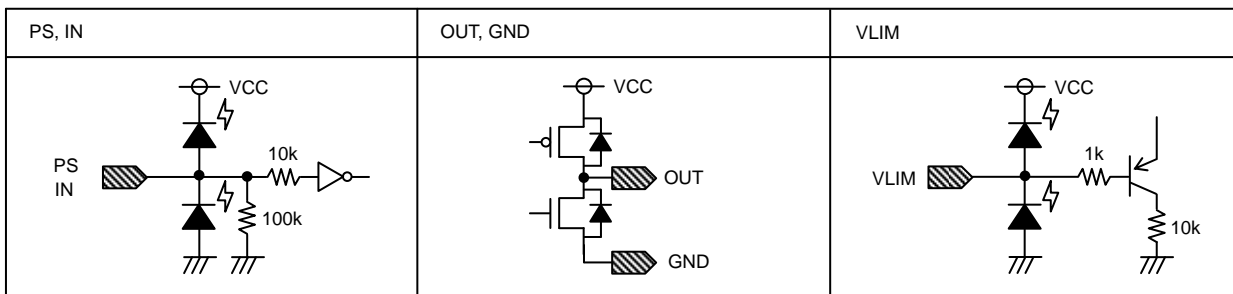 PS, IN
OUT, GND
VLIM
VCC
PS
IN
10k
100k
VCC
OUT
GND
VCC
VLIM
1k
10k